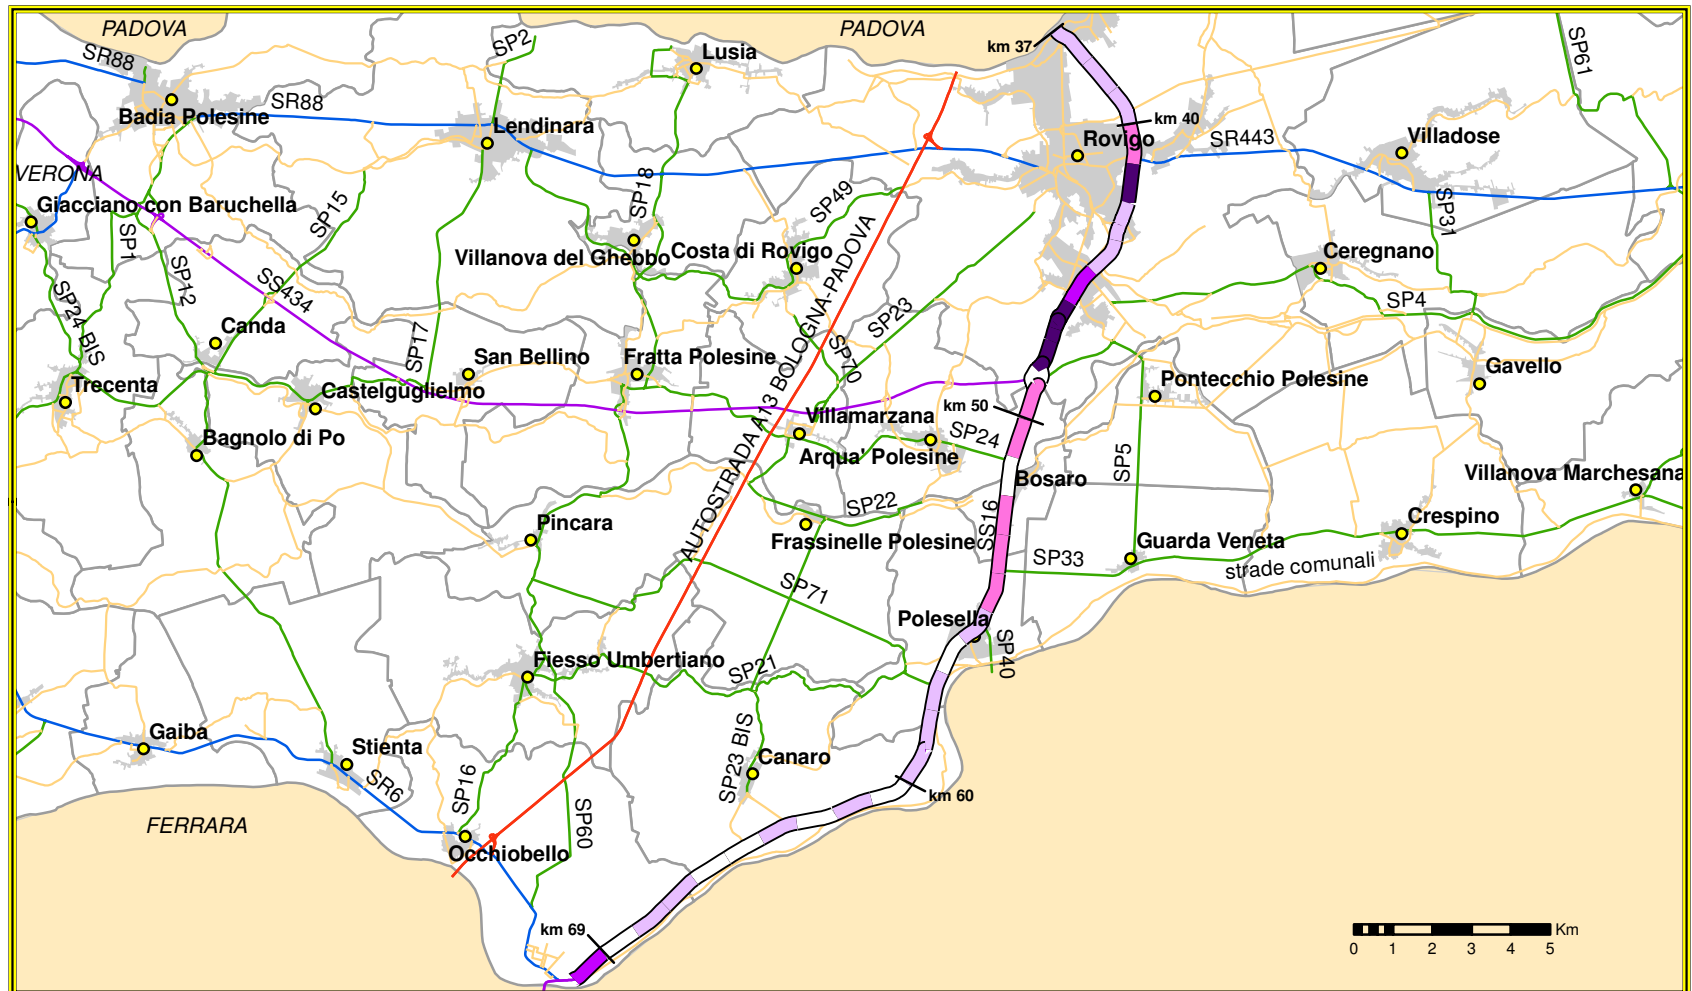 PADOVA
PADOVA
SP2
Lusia
km 37
SP61
SR88
Badia Polesine
SR88
Lendinara
km 40
Rovigo
SR443
Villadose
VERONA
Giacciano con Baruchella
SP1
SP12
SP15
SS434
SP18
SP49
SP31
Villanova del Ghebbo
Costa di Rovigo
Ceregnano
SP4
SP24 BIS
Canda
SP17
SP23
SP70
AUTOSTRADA A13 BOLOGNA-PADOVA
San Bellino
Fratta Polesine
Gavello
Trecenta
Castelguglielmo
Pontecchio Polesine
km 50
Villamarzana
SP24
Bagnolo di Po
Arqua' Polesine
SP5
Bosaro
Villanova Marchesana
SP22
SS16
Pincara
Frassinelle Polesine
Crespino
Guarda Veneta
SP33
strade comunali
SP71
Polesella
SP40
Fiesso Umbertiano
SP21
Gaiba
Stienta
SP23 BIS
Canaro
SR6
SP16
SP60
km 60
FERRARA
Occhiobello
km 69
Km
0 1 2 3 4 5